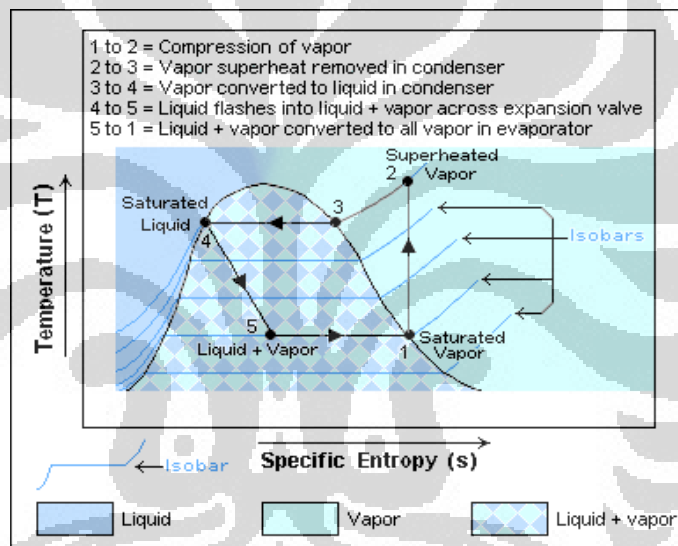 1 to 2 = Compression of vapor
2 to 3 = Vapor superheat removed in condenser
3 to 4 = Vapor converted to liquid in condenser
4 to 5 = Liquid flashes into liquid + vapor across expansion valve
5 to 1 = Liquid + vapor converted to all vapor in evaporator
Superheated
2 Vapor
Saturated
Liquid
3
4
Isobars
Temperature (T)
5
Liquid + Vapor
1
Saturated
Vapor
Isobar
Specific Entropy (s)
Liquid
Vapor
Liquid + vapor